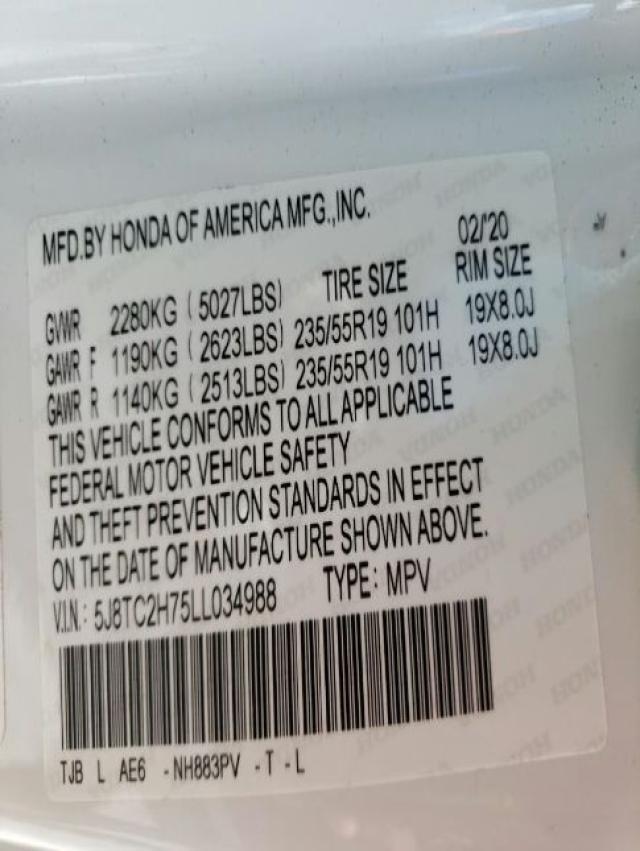 MFD.BY HONDA OF AMERICA MFG.,INC. 02/'20
GVWR 2280KG (5027LBS) TIRE SIZE RIM SIZE
GAWR F 1190KG (2623LBS) 235/55R19 101H 19X8.0J
GAWR R 1140KG (2513LBS) 235/55R19 101H 19X8.0J
THIS VEHICLE CONFORMS TO ALL APPLICABLE
FEDERAL MOTOR VEHICLE SAFETY
AND THEFT PREVENTION STANDARDS IN EFFECT
ON THE DATE OF MANUFACTURE SHOWN ABOVE.
V.I.N.: 5J8TC2H75LL034988 TYPE: MPV
TJB L AE6 -NH883PV -T -L